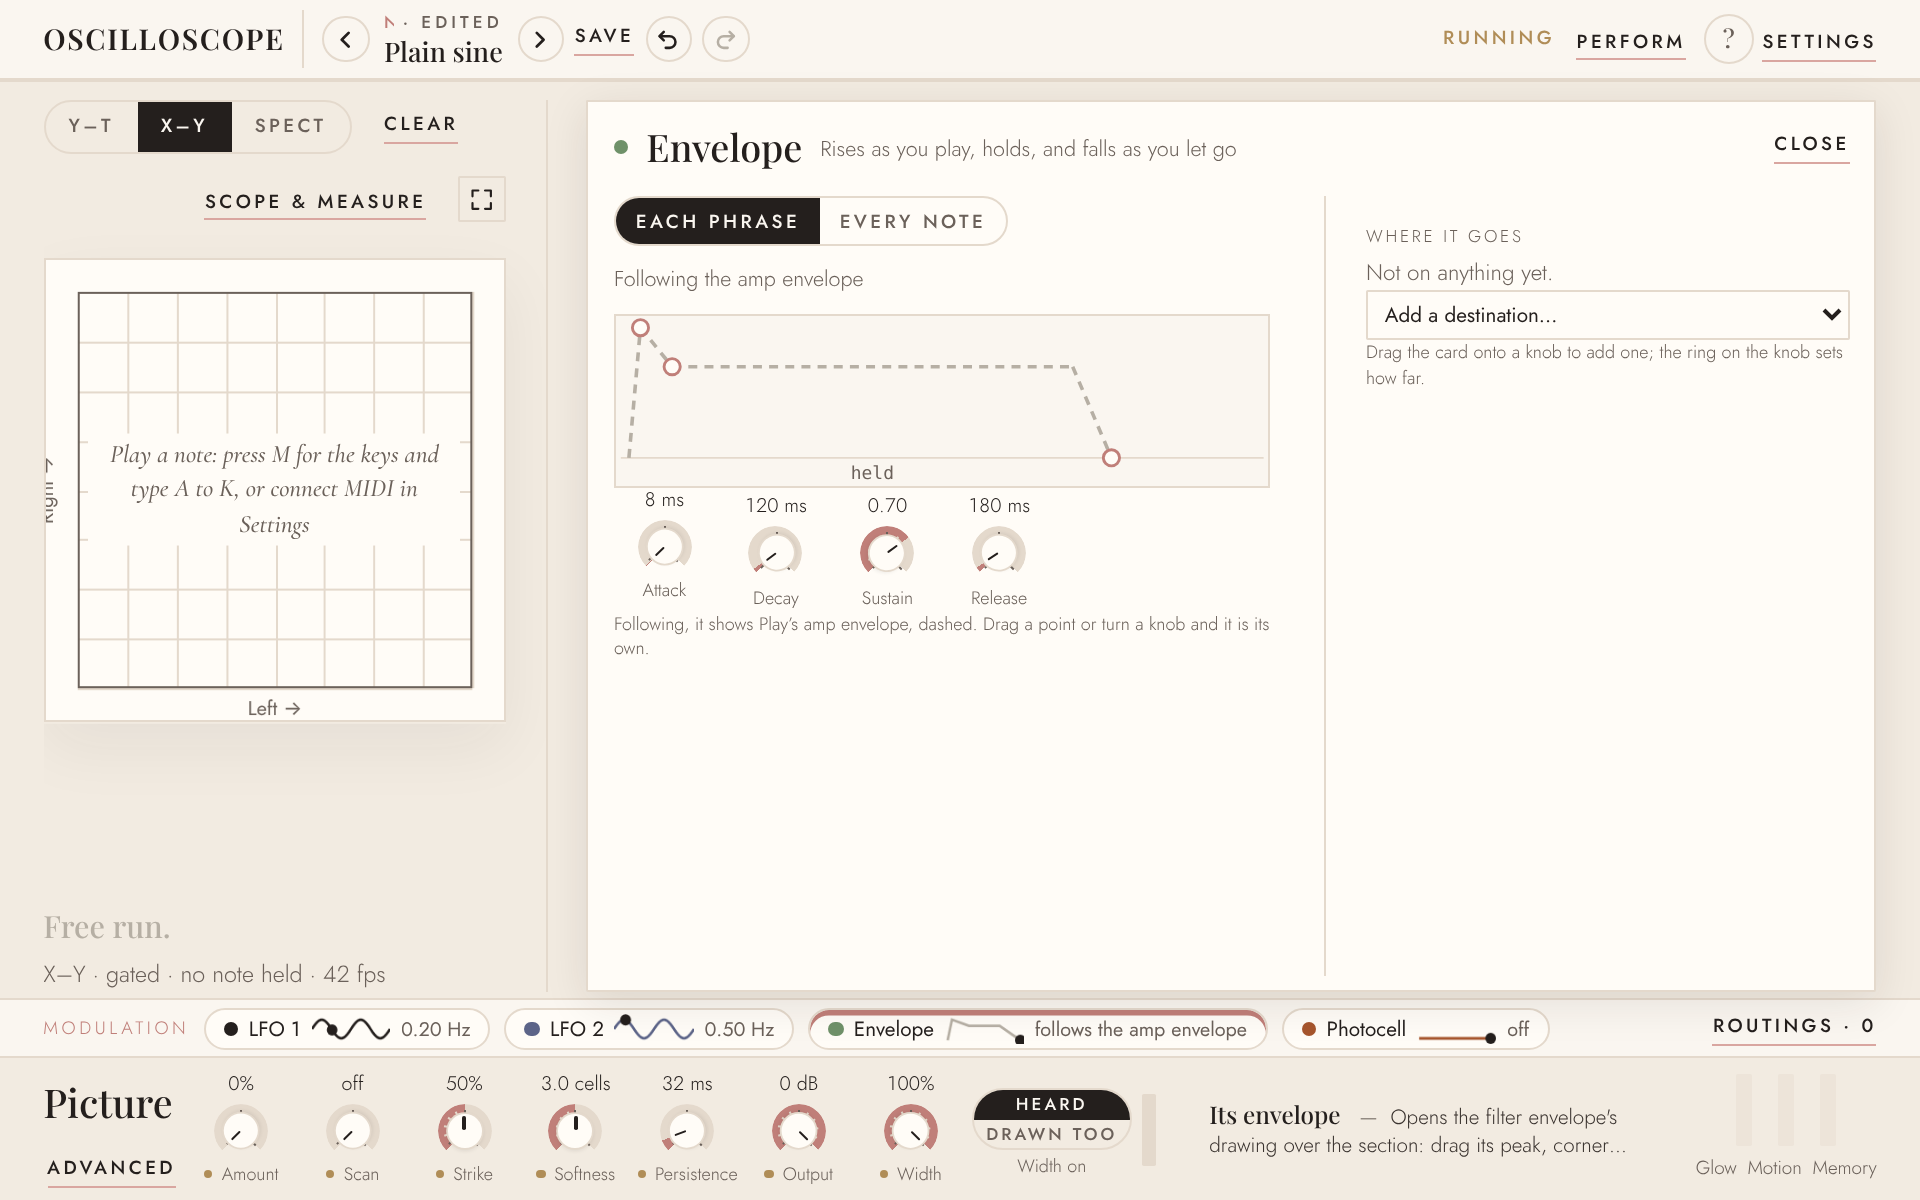 OSCILLOSCOPE
· EDITED
Plain sine
SAVE
RUNNING
PERFORM
?
SETTINGS
Y–T
X–Y
SPECT
CLEAR
SCOPE & MEASURE
Play a note: press M for the keys and
type A to K, or connect MIDI in
Settings
Right →
Left →
Free run.
X–Y · gated · no note held · 42 fps
Envelope
Rises as you play, holds, and falls as you let go
CLOSE
EACH PHRASE
EVERY NOTE
Following the amp envelope
held
8 ms
120 ms
0.70
180 ms
Attack
Decay
Sustain
Release
Following, it shows Play's amp envelope, dashed. Drag a point or turn a knob and it is its
own.
WHERE IT GOES
Not on anything yet.
Add a destination...
Drag the card onto a knob to add one; the ring on the knob sets
how far.
MODULATION
LFO 1
0.20 Hz
LFO 2
0.50 Hz
Envelope
follows the amp envelope
Photocell
off
ROUTINGS · 0
Picture
ADVANCED
0%
off
50%
3.0 cells
32 ms
0 dB
100%
Amount
Scan
Strike
Softness
Persistence
Output
Width
HEARD
DRAWN TOO
Width on
Its envelope — Opens the filter envelope's
drawing over the section: drag its peak, corner...
Glow
Motion
Memory